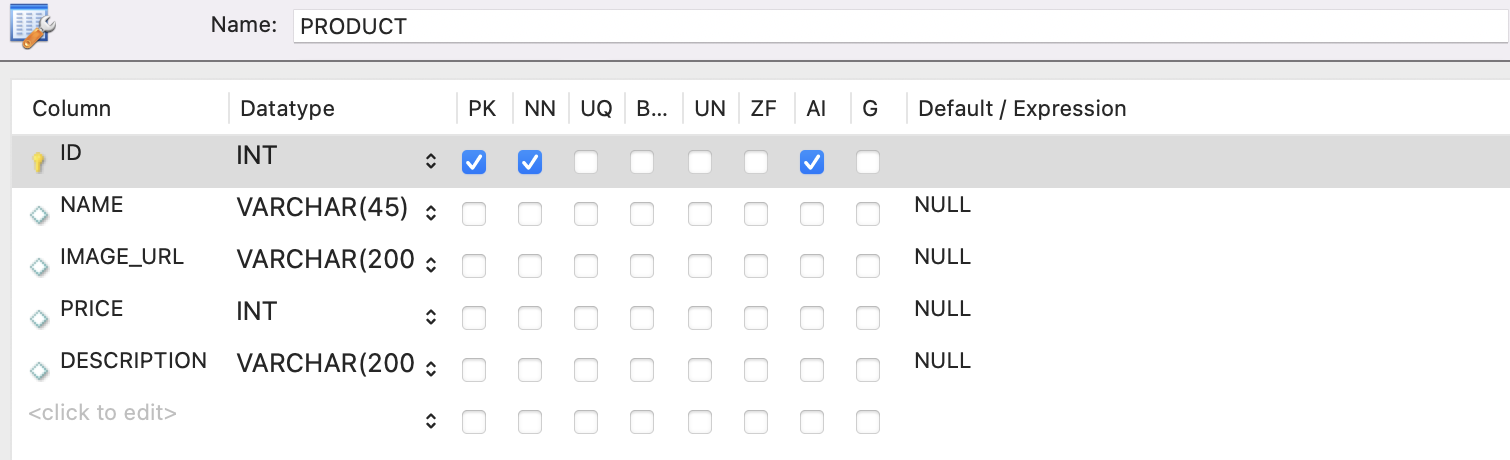 Name: PRODUCT
Column Datatype PK NN UQ B... UN ZF AI G Default / Expression
ID INT
NAME VARCHAR(45) NULL
IMAGE_URL VARCHAR(200 NULL
PRICE INT NULL
DESCRIPTION VARCHAR(200 NULL
<click to edit>